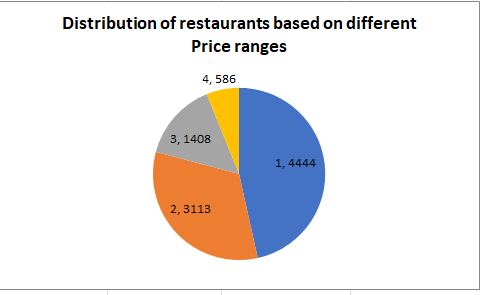 Distribution of restaurants based on different
Price ranges
4, 586
3, 1408
1, 4444
2, 3113